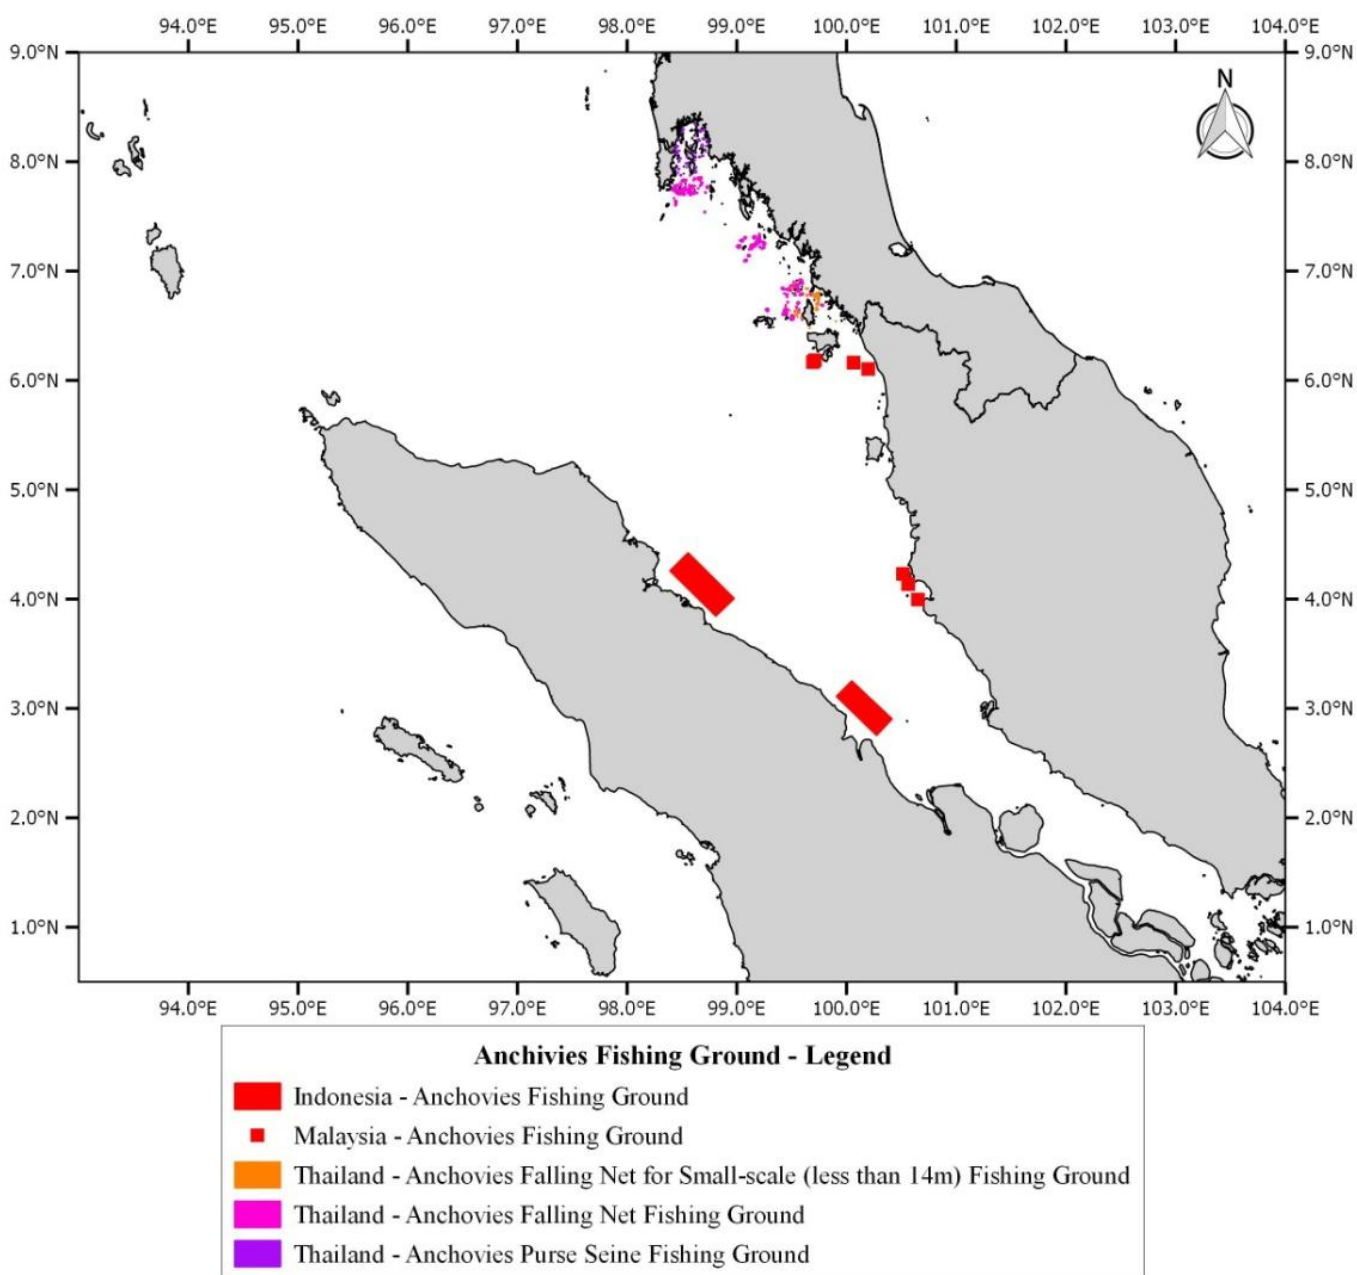 94.0°E 95.0°E 96.0°E 97.0°E 98.0°E 99.0°E 100.0°E 101.0°E 102.0°E 103.0°E 104.0°E
9.0°N 9.0°N
N
8.0°N 8.0°N
7.0°N 7.0°N
6.0°N 6.0°N
5.0°N 5.0°N
4.0°N 4.0°N
3.0°N 3.0°N
2.0°N 2.0°N
1.0°N 1.0°N
94.0°E 95.0°E 96.0°E 97.0°E 98.0°E 99.0°E 100.0°E 101.0°E 102.0°E 103.0°E 104.0°E
Anchivies Fishing Ground - Legend
Indonesia - Anchovies Fishing Ground
Malaysia - Anchovies Fishing Ground
Thailand - Anchovies Falling Net for Small-scale (less than 14m) Fishing Ground
Thailand - Anchovies Falling Net Fishing Ground
Thailand - Anchovies Purse Seine Fishing Ground